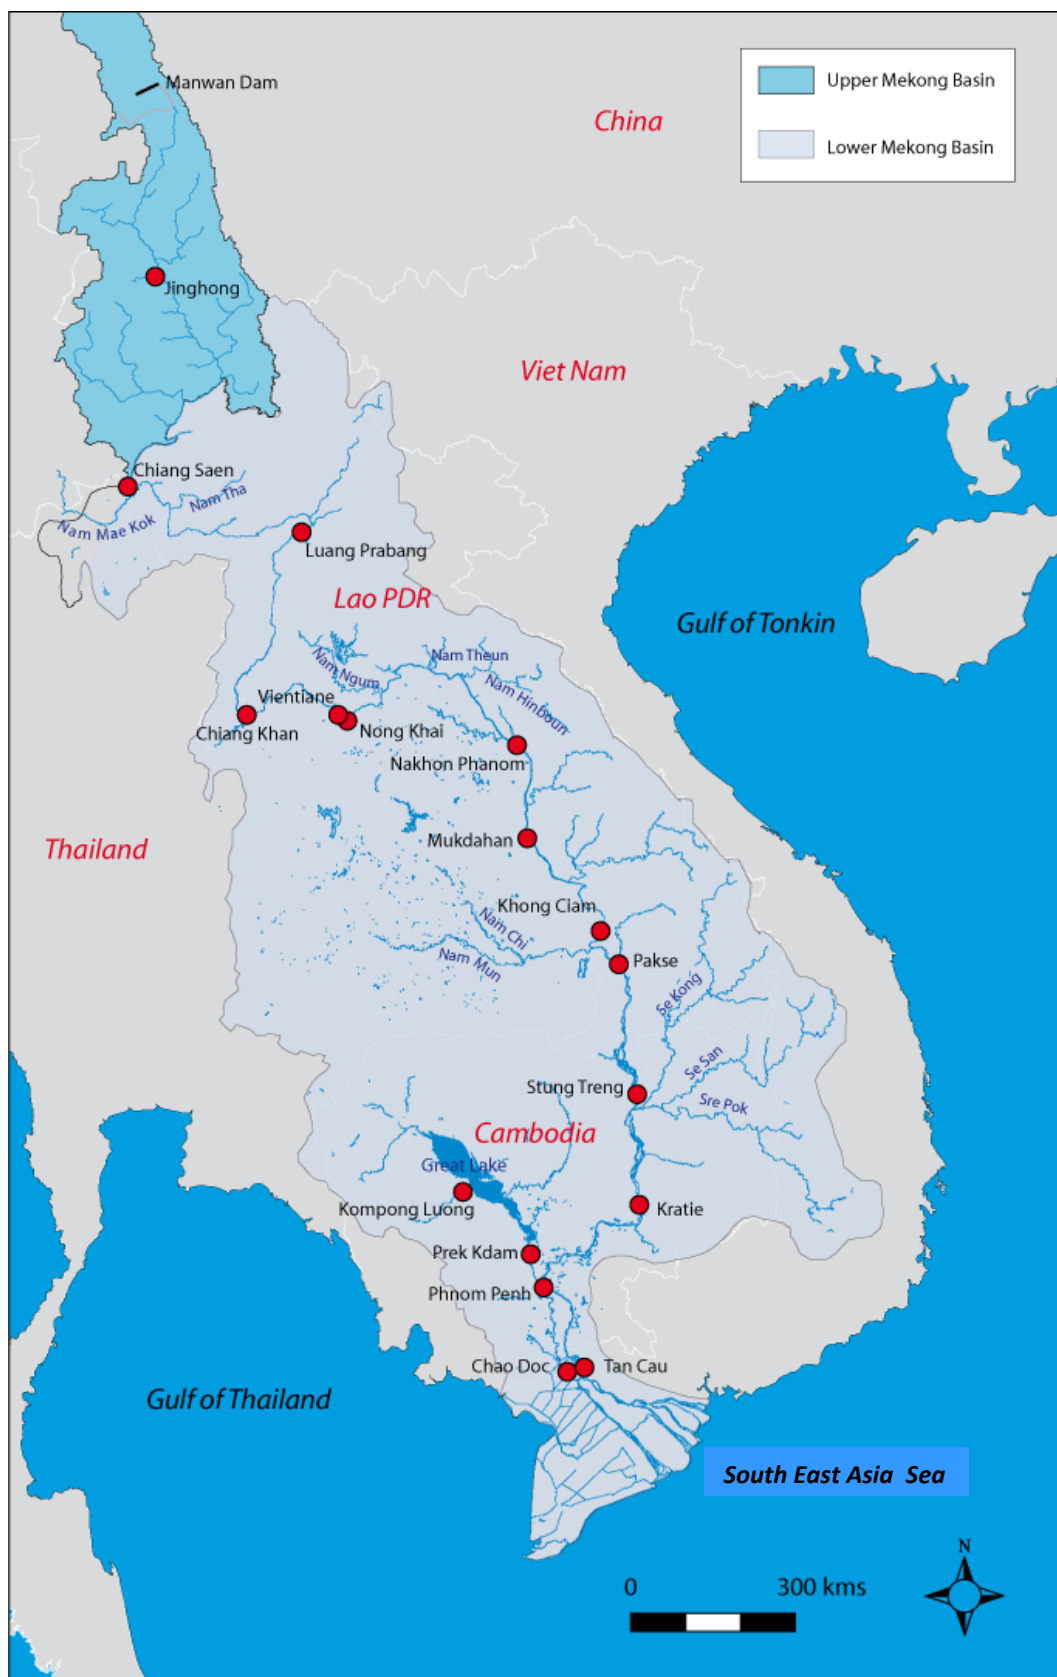 Manwan Dam
Upper Mekong Basin
China
Lower Mekong Basin
Jinghong
Viet Nam
Chiang Saen
Nam Tha
Nam Mae Kok
Luang Prabang
Lao PDR
Gulf of Tonkin
Nam Theun
Nam Ngum
Nam Hinboun
Vientiane
Chiang Khan
Nong Khai
Nakhon Phanom
Thailand
Mukdahan
Khong Ciam
Nam Chi
Nam Mun
Pakse
Se Kong
Se San
Stung Treng
Sre Pok
Cambodia
Great Lake
Kompong Luong
Kratie
Prek Kdam
Phnom Penh
Chao Doc
Tan Cau
Gulf of Thailand
South East Asia Sea
N
0 300 kms